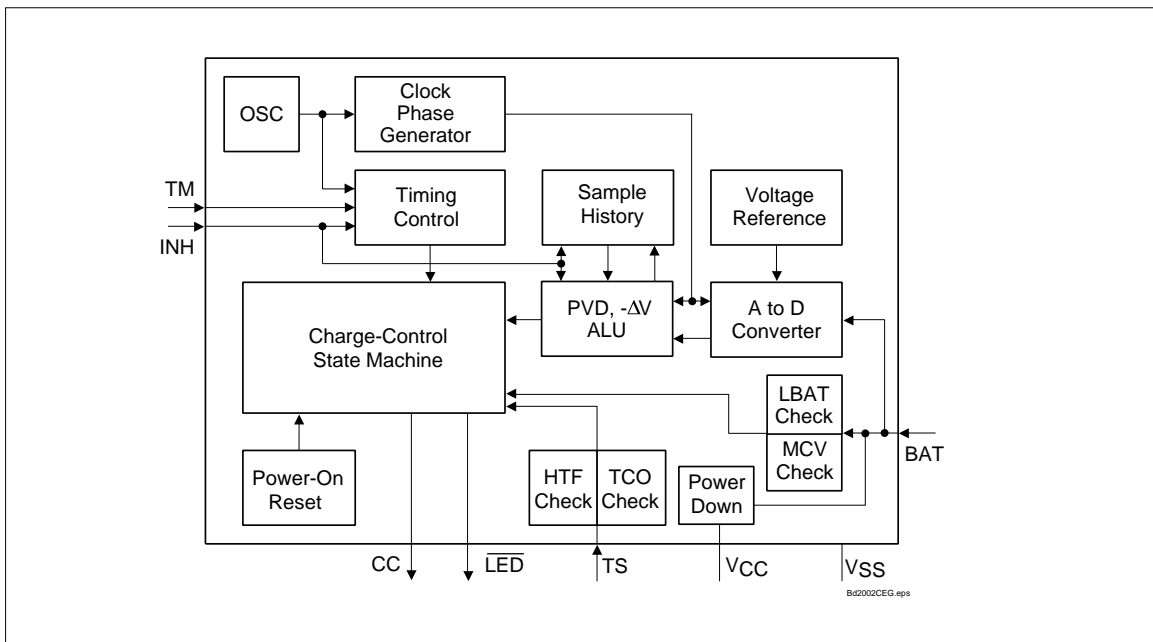 OSC
Clock
Phase
Generator
TM
INH
Timing
Control
Sample
History
Voltage
Reference
Charge-Control
State Machine
PVD, -ΔV
ALU
A to D
Converter
LBAT
Check
MCV
Check
BAT
Power-On
Reset
HTF
Check
TCO
Check
Power
Down
CC
LED
TS
VCC
VSS
Bd2002CEG.eps